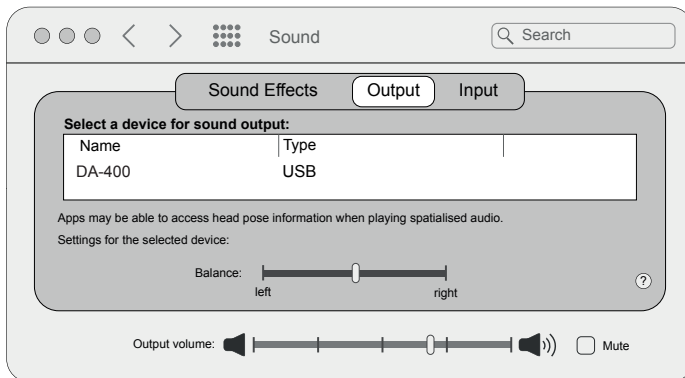 Sound
Search
Sound Effects Output Input
Select a device for sound output:
Name Type
DA-400 USB
Apps may be able to access head pose information when playing spatialised audio.
Settings for the selected device:
Balance:
left right
?
Output volume: Mute